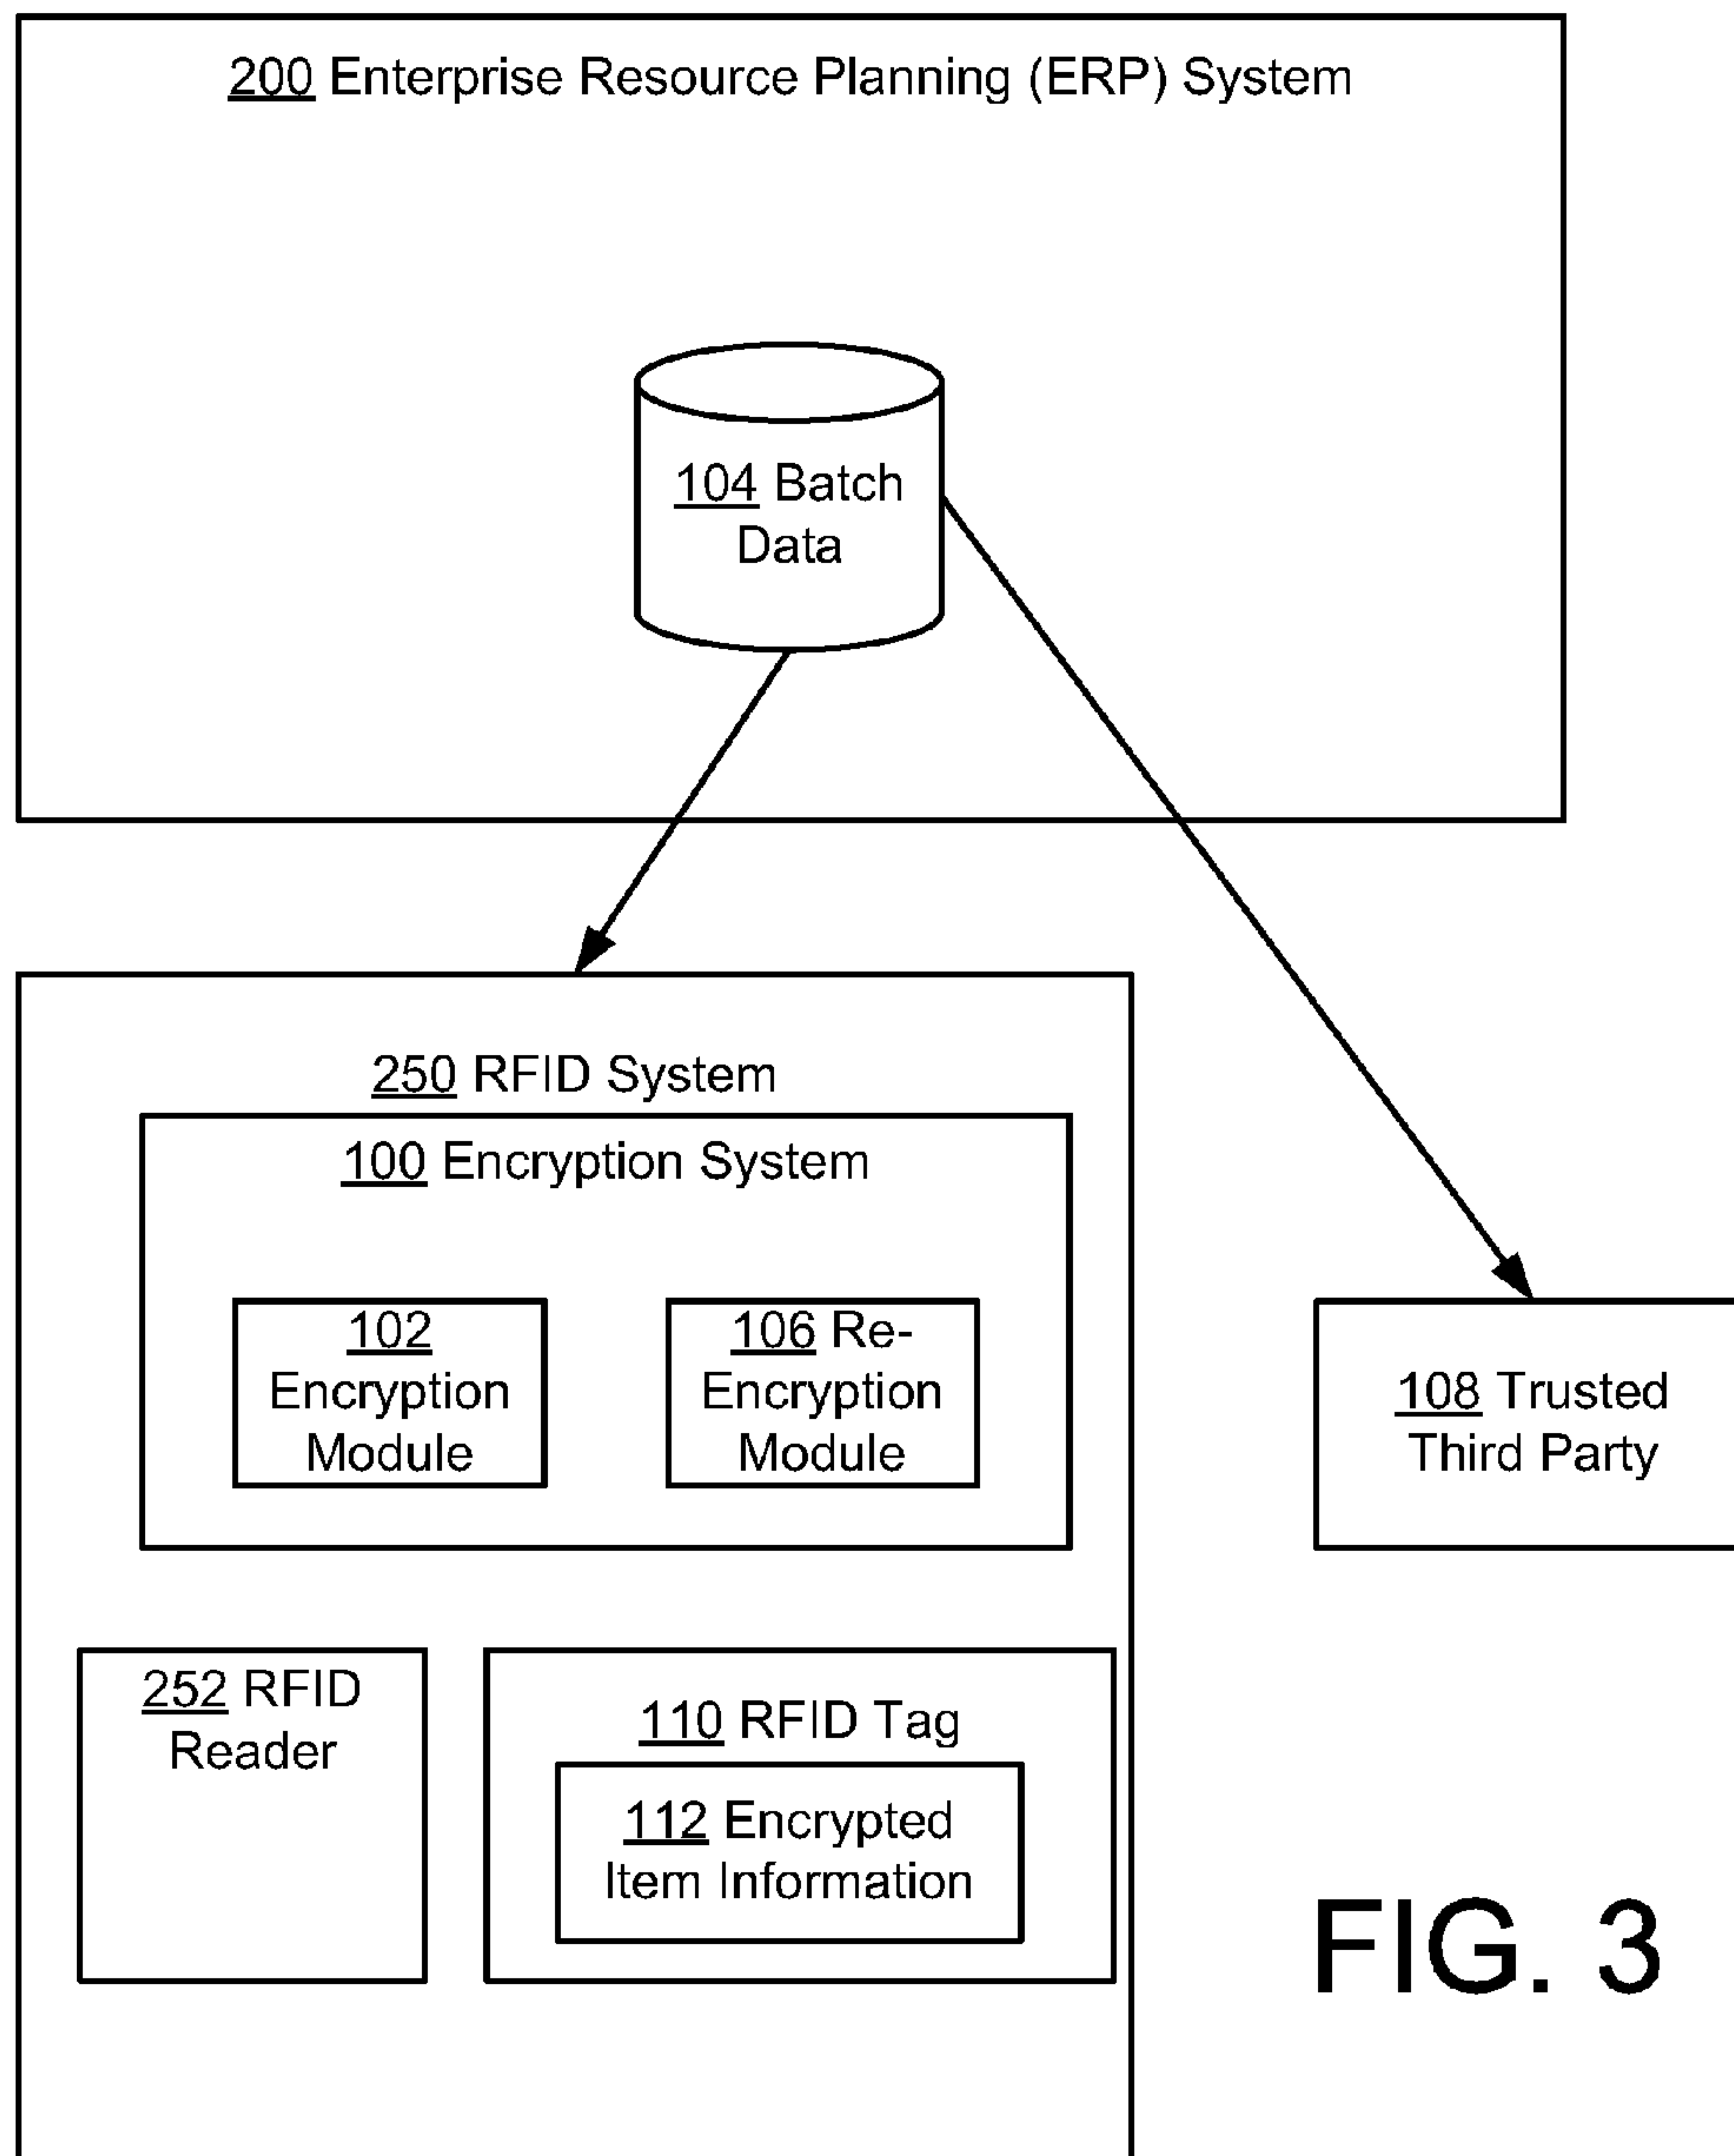 200 Enterprise Resource Planning (ERP) System
104 Batch
Data
250 RFID System
100 Encryption System
102
Encryption
Module
106 Re-
Encryption
Module
108 Trusted
Third Party
252 RFID
Reader
110 RFID Tag
112 Encrypted
Item Information
FIG. 3